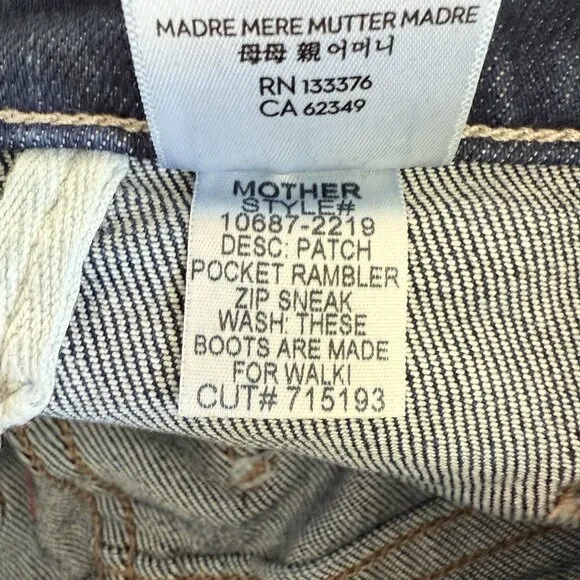 MADRE MERE MUTTER MADRE
母母 親 어머니
RN 133376
CA 62349
MOTHER
STYLE#
10687-2219
DESC: PATCH
POCKET RAMBLER
ZIP SNEAK
WASH: THESE
BOOTS ARE MADE
FOR WALKI
CUT# 715193